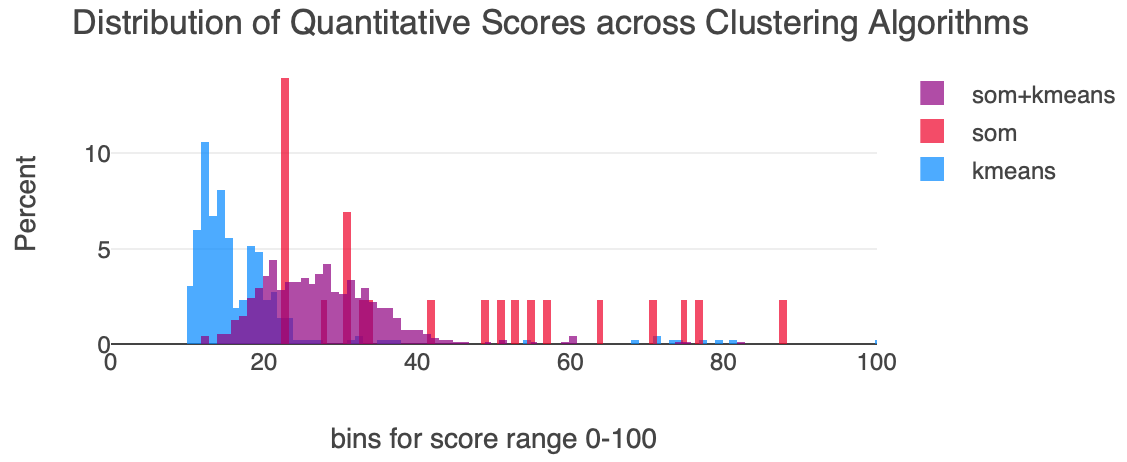 Distribution of Quantitative Scores across Clustering Algorithms
som+kmeans
som
kmeans
Percent
10
5
0
0 20 40 60 80 100
bins for score range 0-100